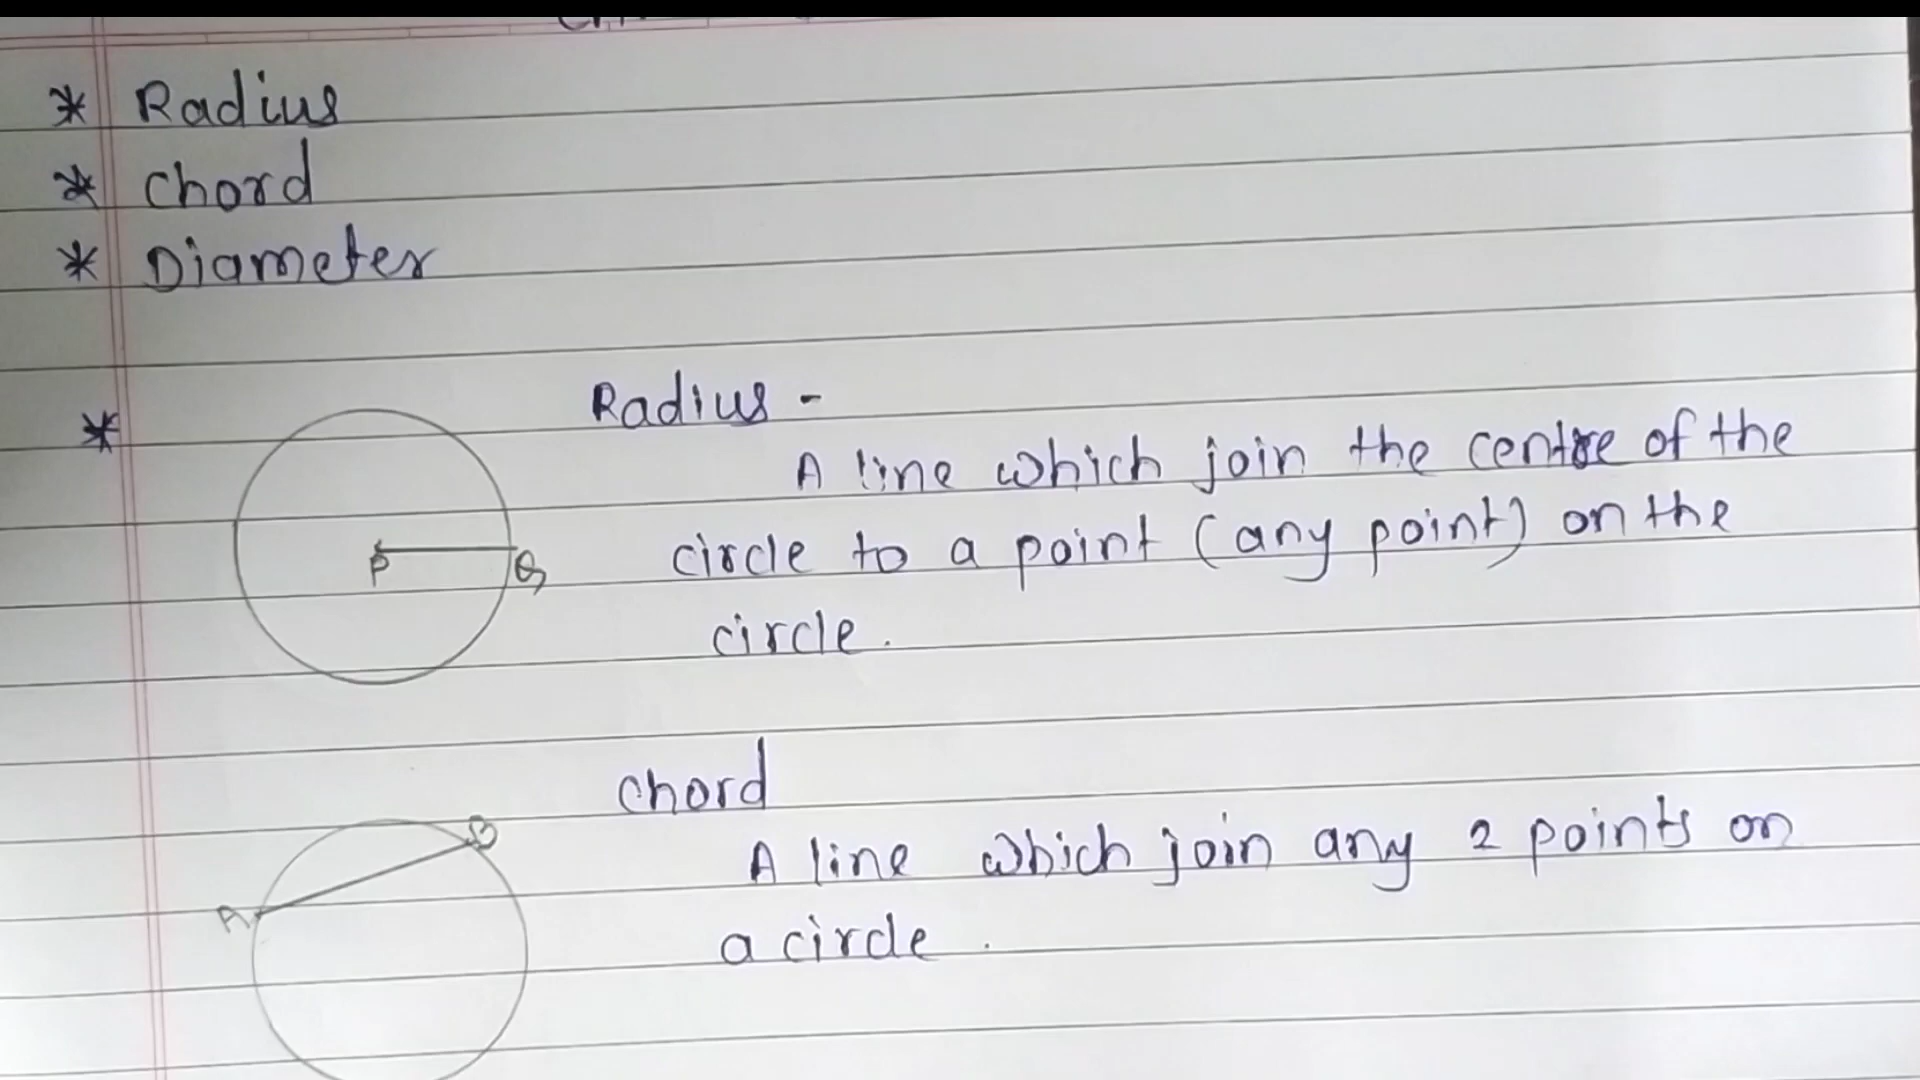 * Radius
* Chord
* Diameter
* Radius -
A line which join the centre of the
circle to a point (any point) on the
circle.
P
Q
chord
A line which join any 2 points on
a circle.
A
B